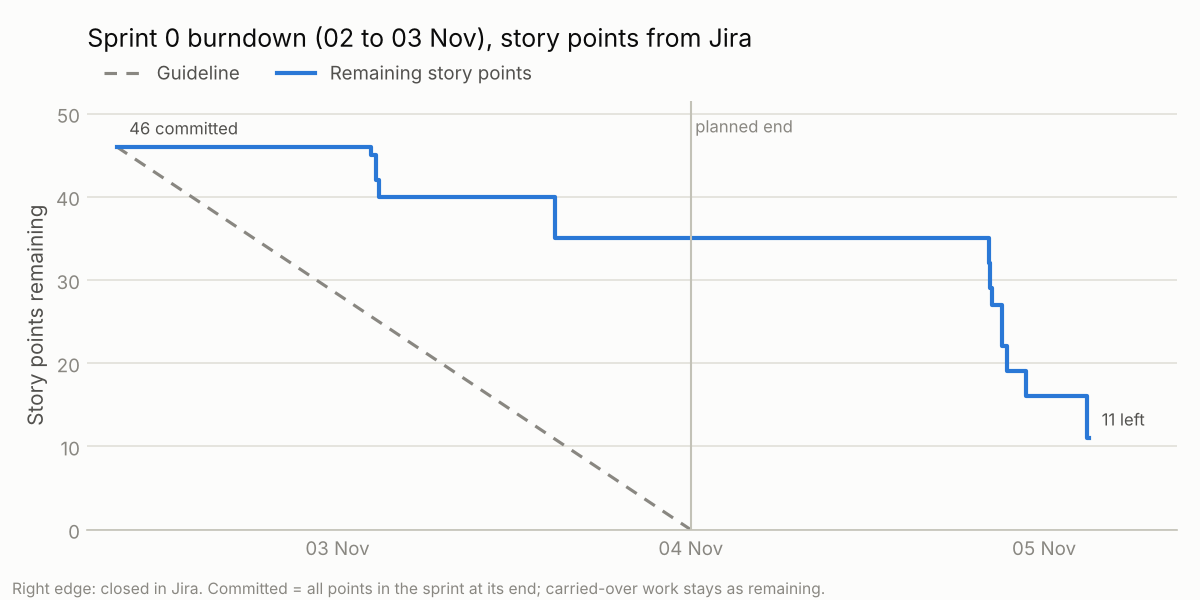 Sprint 0 burndown (02 to 03 Nov), story points from Jira
Guideline
Remaining story points
50
46 committed
planned end
40
30
20
11 left
10
0
Story points remaining
03 Nov
04 Nov
05 Nov
Right edge: closed in Jira. Committed = all points in the sprint at its end; carried-over work stays as remaining.